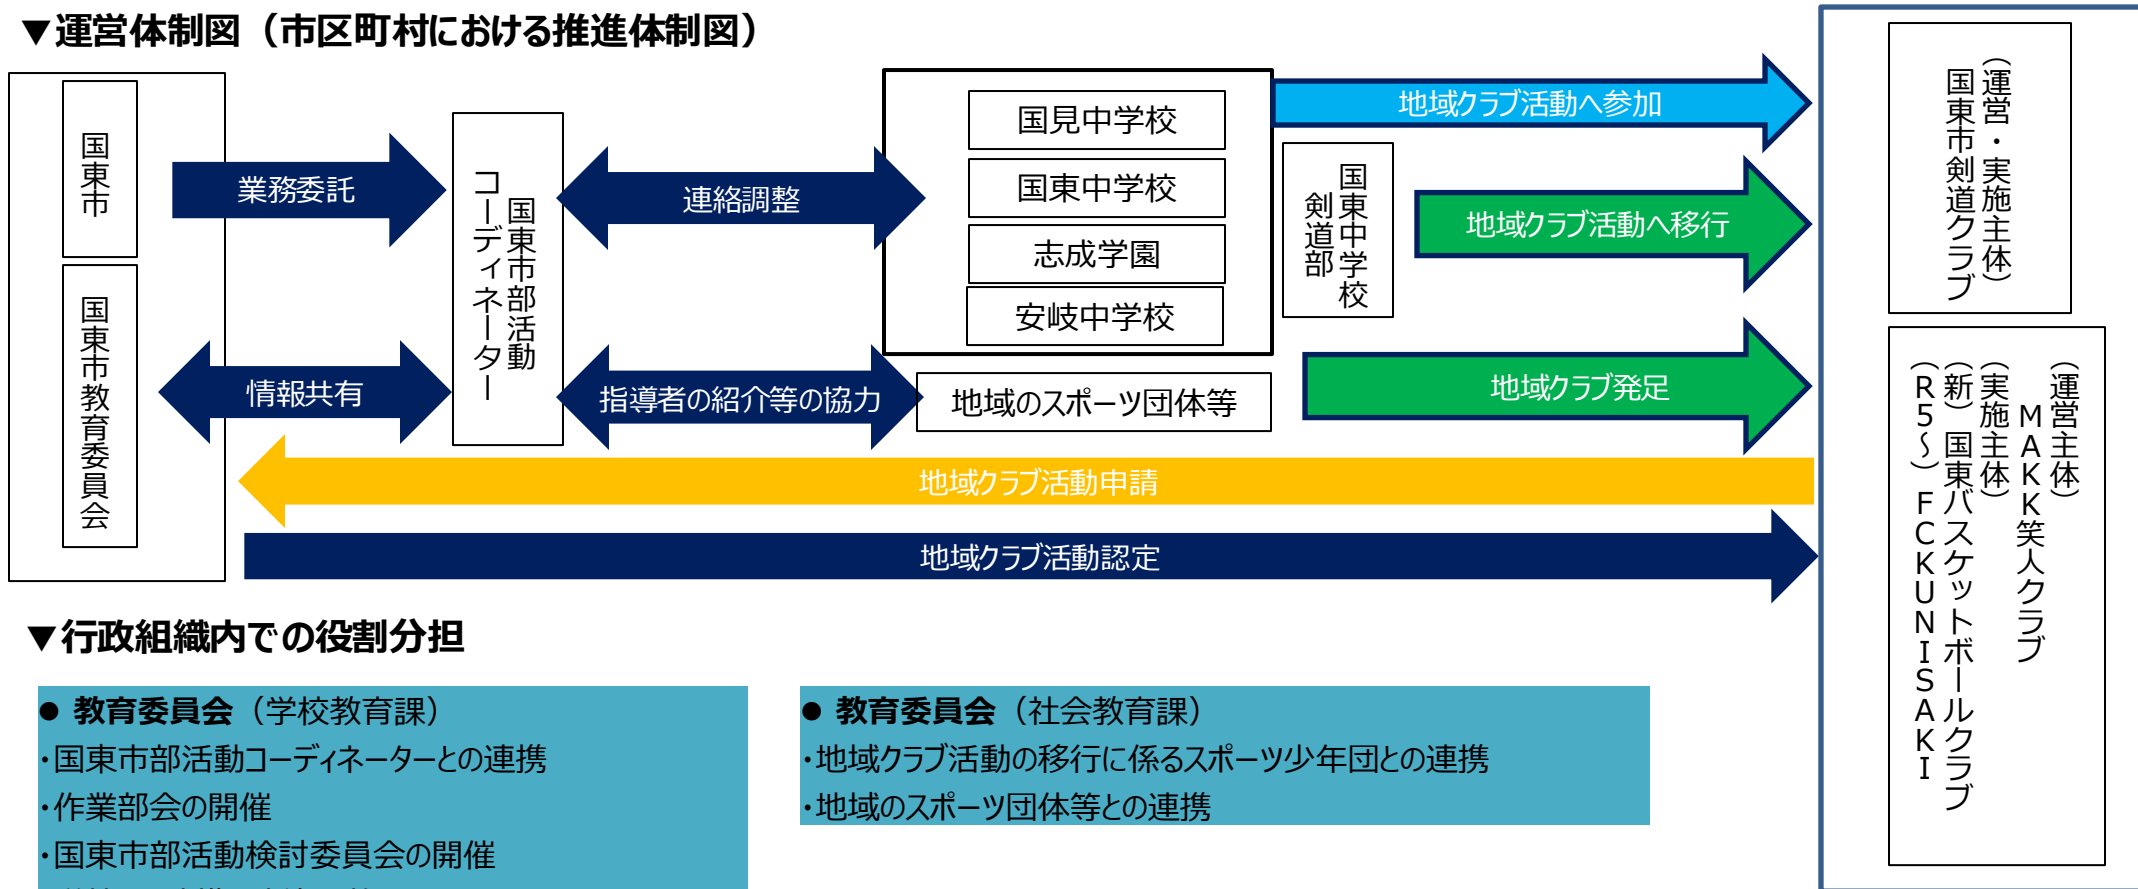 ▼運営体制図（市区町村における推進体制図）
国東市
国東市教育委員会
業務委託
情報共有
国東市部活動
コーディネーター
連絡調整
指導者の紹介等の協力
国見中学校
国東中学校
志成学園
安岐中学校
地域のスポーツ団体等
国東中学校
剣道部
地域クラブ活動へ参加
地域クラブ活動へ移行
地域クラブ発足
地域クラブ活動申請
地域クラブ活動認定
（運営・実施主体）
国東市剣道クラブ
（運営主体）
ＭＡＫＫ笑人クラブ
（実施主体）
（新）国東バスケットボールクラブ
（Ｒ５～）ＦＣＫＵＮＩＳＡＫＩ
▼行政組織内での役割分担
● 教育委員会（学校教育課）
・国東市部活動コーディネーターとの連携
・作業部会の開催
・国東市部活動検討委員会の開催
● 教育委員会（社会教育課）
・地域クラブ活動の移行に係るスポーツ少年団との連携
・地域のスポーツ団体等との連携